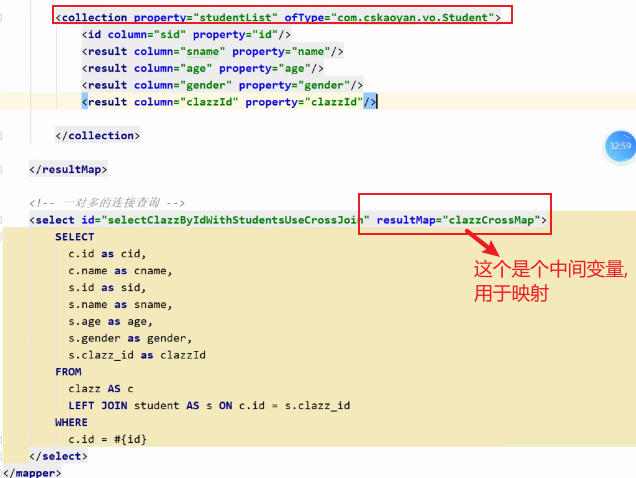 <collection property="studentList" ofType="com.cskaoyan.vo.Student">
<id column="sid" property="id"/>
<result column="sname" property="name"/>
<result column="age" property="age"/>
<result column="gender" property="gender"/>
<result column="clazzId" property="clazzId"/>
</collection>
32:59
</resultMap>
<!-- 一对多的连接查询 -->
<select id="selectClazzByIdWithStudentsUseCrossJoin" resultMap="clazzCrossMap">
SELECT
c.id as cid,
c.name as cname,
s.id as sid,
s.name as sname,
s.age as age,
s.gender as gender,
s.clazz_id as clazzId
FROM
clazz AS c
LEFT JOIN student AS s ON c.id = s.clazz_id
WHERE
c.id = #{id}
</select>
</mapper>
这个是个中间变量,
用于映射